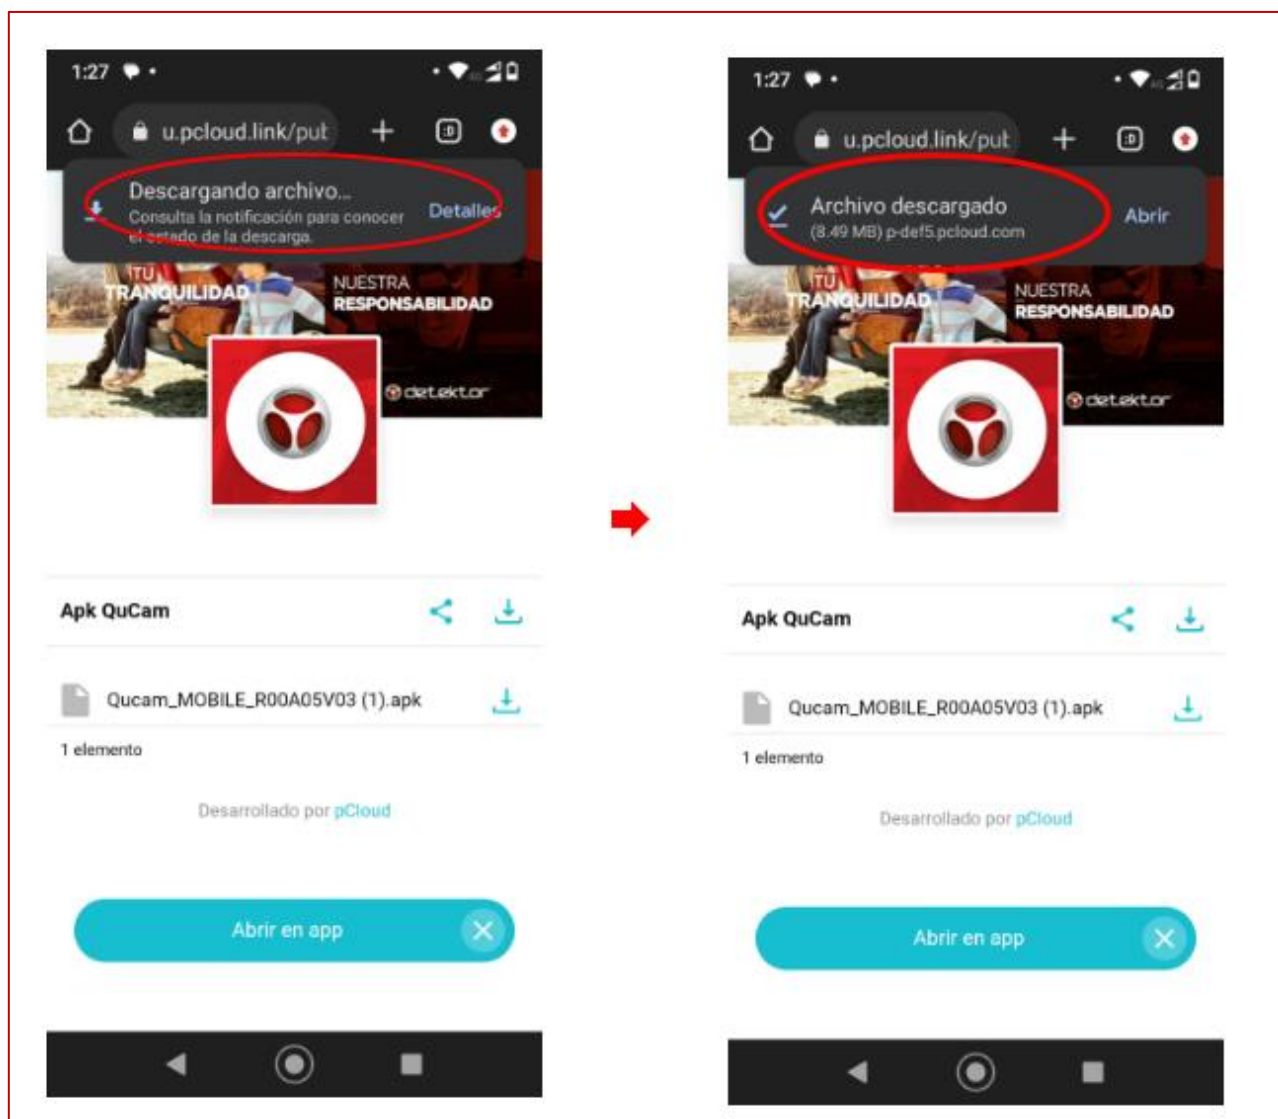 1:27
u.pcloud.link/put
Descargando archivo...
Consulta la notificación para conocer
el estado de la descarga.
Detalles
¡TU
TRANQUILIDAD
NUESTRA
RESPONSABILIDAD
detektor
Apk QuCam
Qucam_MOBILE_R00A05V03 (1).apk
1 elemento
Desarrollado por pCloud
Abrir en app
1:27
u.pcloud.link/put
Archivo descargado
(8.49 MB) p-def5.pcloud.com
Abrir
¡TU
TRANQUILIDAD
NUESTRA
RESPONSABILIDAD
detektor
Apk QuCam
Qucam_MOBILE_R00A05V03 (1).apk
1 elemento
Desarrollado por pCloud
Abrir en app